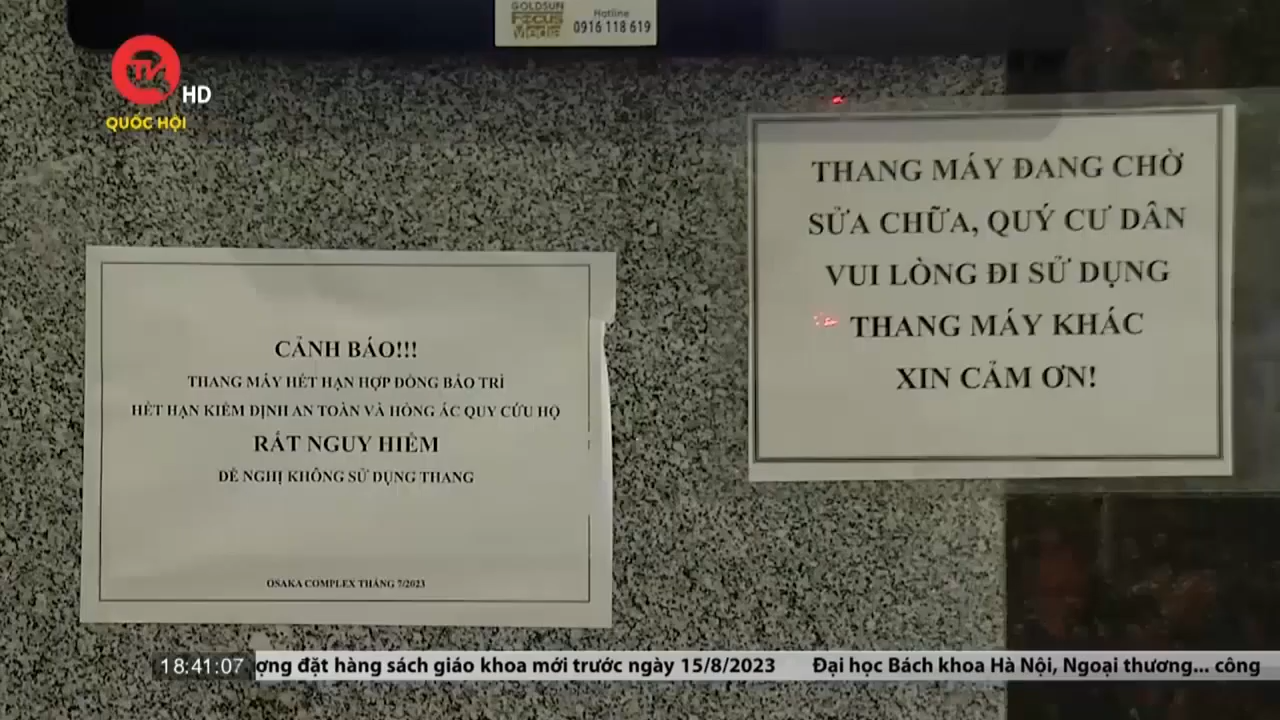 GOLDSUN
FOCUS
MEDIA
Hotline
0916 118 619
TV
HD
QUỐC HỘI
THANG MÁY ĐANG CHỜ
SỬA CHỮA, QUÝ CƯ DÂN
VUI LÒNG ĐI SỬ DỤNG
THANG MÁY KHÁC
XIN CẢM ƠN!
CẢNH BÁO!!!
THANG MÁY HẾT HẠN HỢP ĐỒNG BẢO TRÌ
HẾT HẠN KIỂM ĐỊNH AN TOÀN VÀ HỎNG ẮC QUY CỨU HỘ
RẤT NGUY HIỂM
ĐỀ NGHỊ KHÔNG SỬ DỤNG THANG
OSAKA COMPLEX THÁNG 7/2023
18:41:07 ợng đặt hàng sách giáo khoa mới trước ngày 15/8/2023 Đại học Bách khoa Hà Nội, Ngoại thương... công